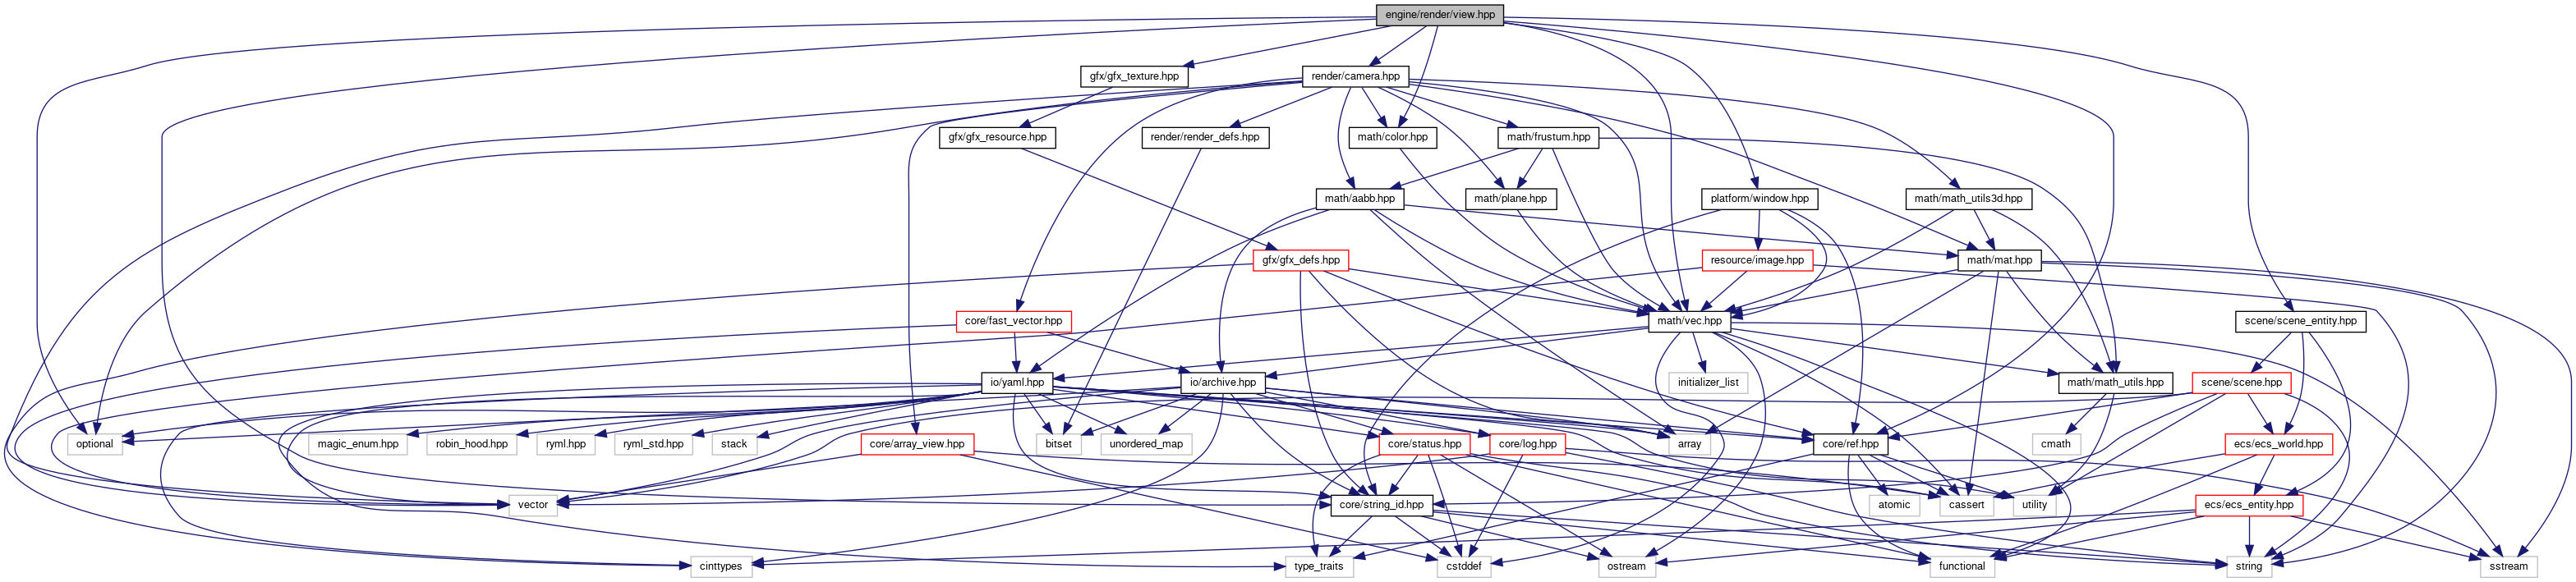 engine/render/view.hpp
gfx/gfx_texture.hpp
render/camera.hpp
gfx/gfx_resource.hpp
render/render_defs.hpp
math/color.hpp
math/frustum.hpp
math/aabb.hpp
math/plane.hpp
platform/window.hpp
math/math_utils3d.hpp
gfx/gfx_defs.hpp
resource/image.hpp
math/mat.hpp
core/fast_vector.hpp
math/vec.hpp
scene/scene_entity.hpp
io/yaml.hpp
io/archive.hpp
initializer_list
math/math_utils.hpp
scene/scene.hpp
optional
magic_enum.hpp
robin_hood.hpp
ryml.hpp
ryml_std.hpp
stack
core/array_view.hpp
bitset
unordered_map
core/status.hpp
core/log.hpp
array
core/ref.hpp
cmath
ecs/ecs_world.hpp
vector
core/string_id.hpp
atomic
cassert
utility
ecs/ecs_entity.hpp
cinttypes
type_traits
cstddef
ostream
functional
string
sstream